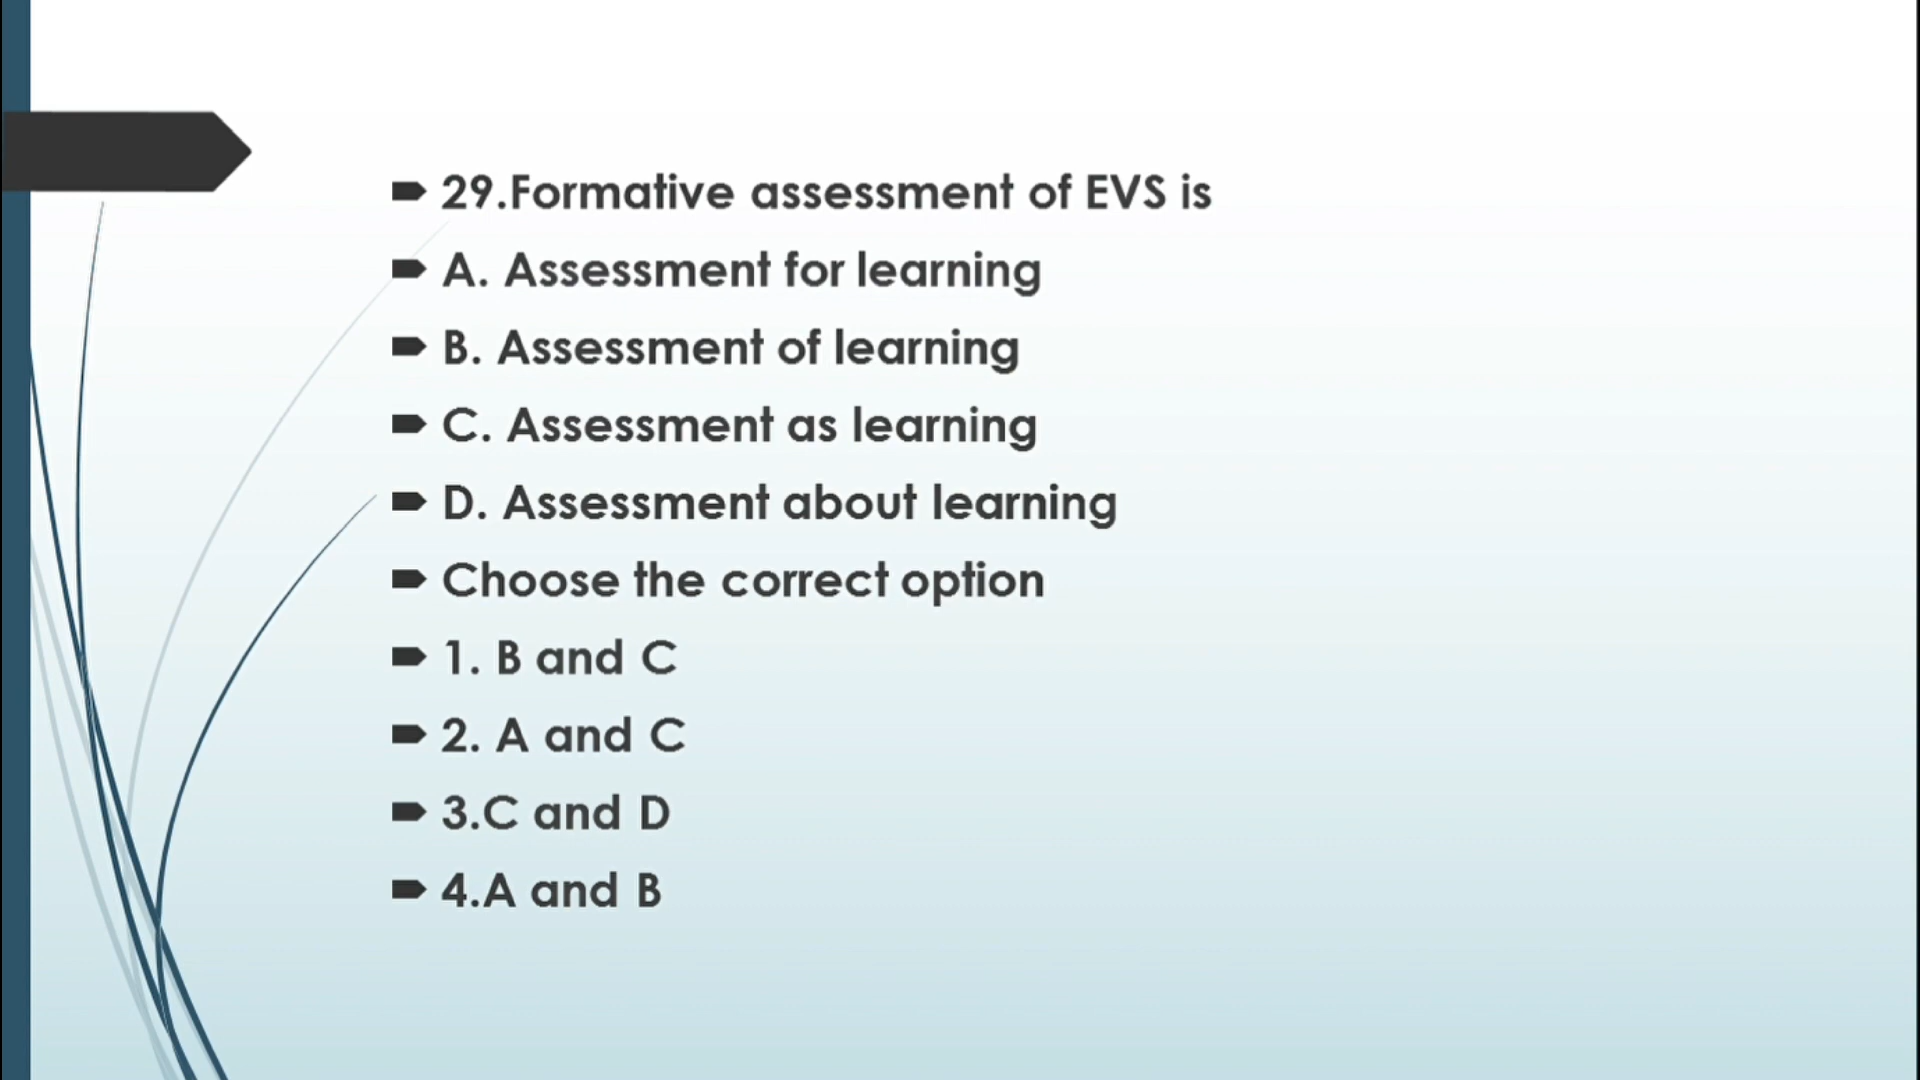 29.Formative assessment of EVS is
A. Assessment for learning
B. Assessment of learning
C. Assessment as learning
D. Assessment about learning
Choose the correct option
1. B and C
2. A and C
3.C and D
4.A and B